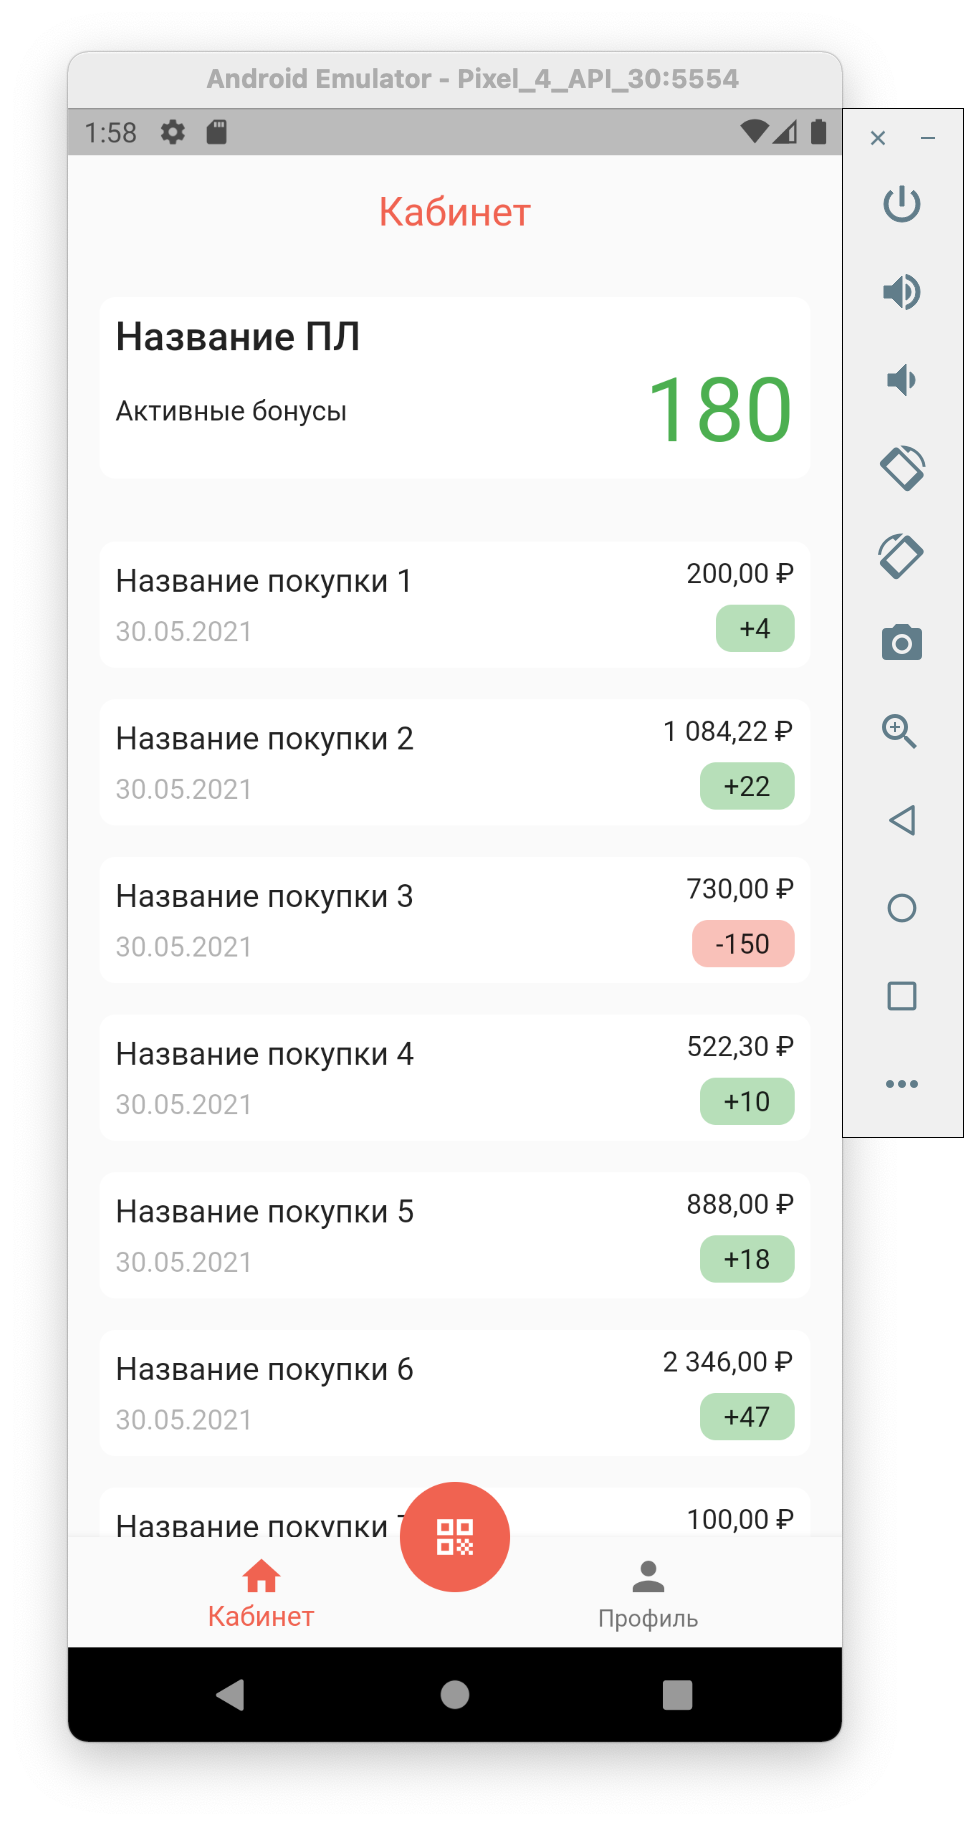 Android Emulator - Pixel_4_API_30:5554
1:58
Кабинет
Название ПЛ
Активные бонусы
180
Название покупки 1
200,00 ₽
30.05.2021
+4
Название покупки 2
1 084,22 ₽
30.05.2021
+22
Название покупки 3
730,00 ₽
30.05.2021
-150
Название покупки 4
522,30 ₽
30.05.2021
+10
Название покупки 5
888,00 ₽
30.05.2021
+18
Название покупки 6
2 346,00 ₽
30.05.2021
+47
Название покупки
100,00 ₽
Кабинет
Профиль